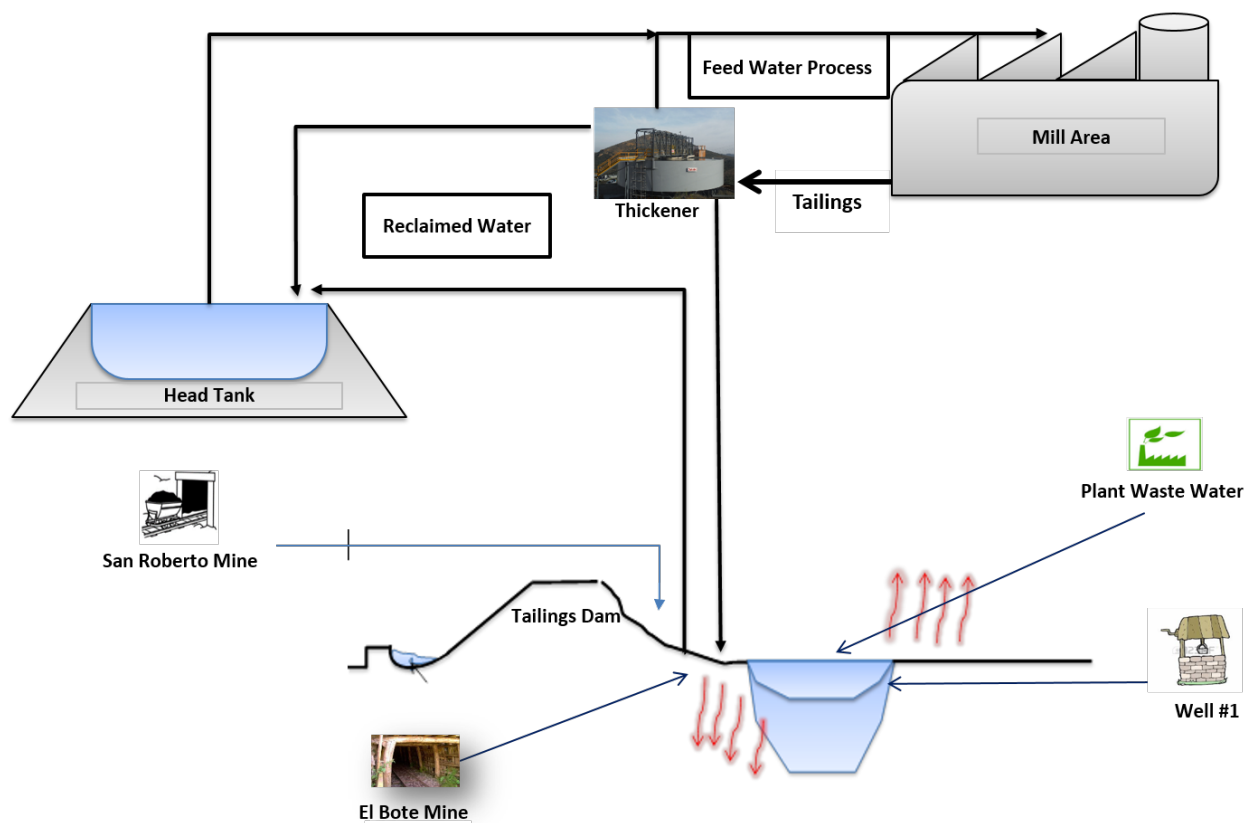 Feed Water Process
Mill Area
Tailings
Thickener
Reclaimed Water
Head Tank
Plant Waste Water
San Roberto Mine
Tailings Dam
Well #1
El Bote Mine